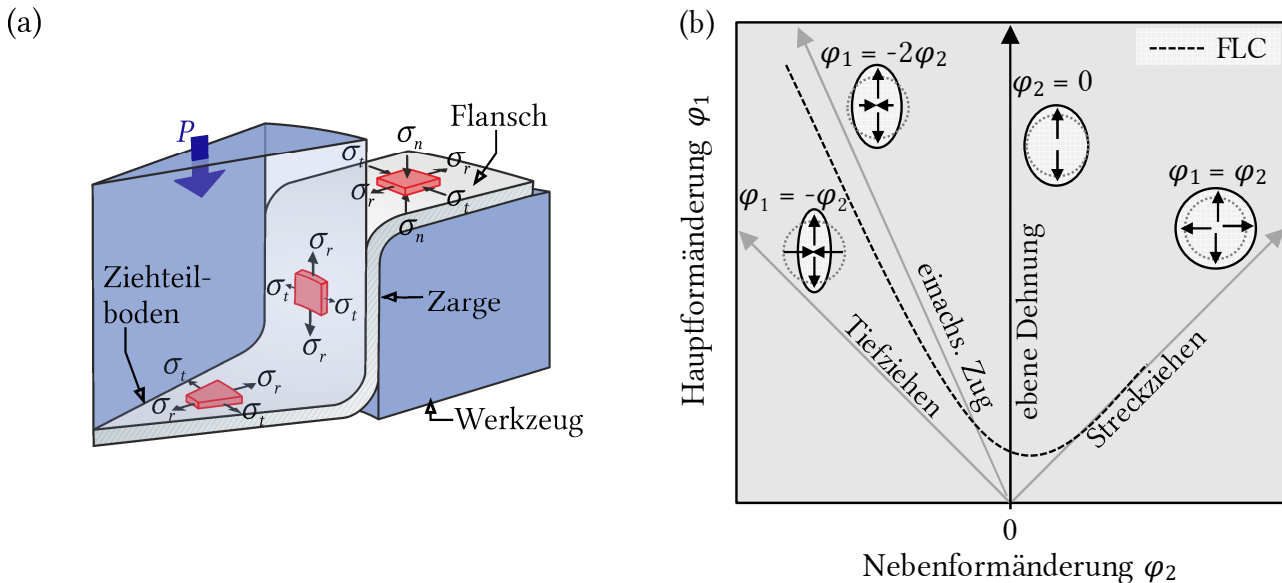 (a)
P
Flansch
σn
σt
σr
σr
σt
σn
σr
σt
σt
σr
Ziehteil-
boden
Zarge
σt
σr
σr
σt
Werkzeug
(b)
FLC
φ1 = -2φ2
φ2 = 0
φ1 = φ2
φ1 = -φ2
Hauptformänderung φ1
Tiefziehen
einachs. Zug
ebene Dehnung
Streckziehen
0
Nebenformänderung φ2